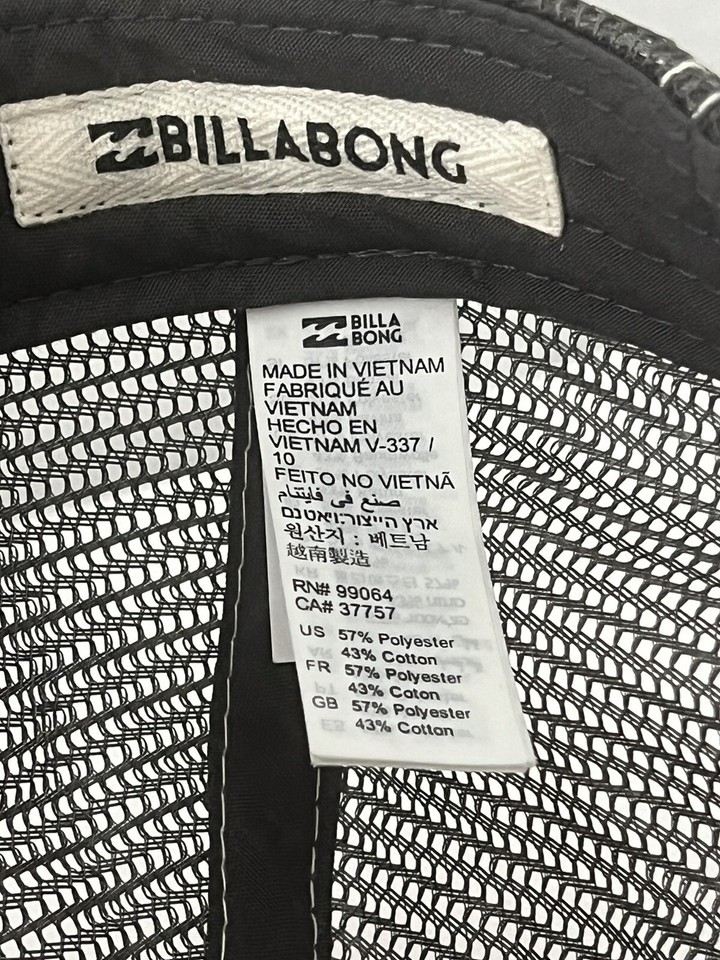 BILLABONG
BILLA
BONG
MADE IN VIETNAM
FABRIQUÉ AU
VIETNAM
HECHO EN
VIETNAM V-337 /
10
FEITO NO VIETNÃ
صنع في فايتنام
ארץ הייצור:ויאטנם
원산지 : 베트남
越南製造
RN# 99064
CA# 37757
US 57% Polyester
43% Cotton
FR 57% Polyester
43% Coton
GB 57% Polyester
43% Cotton